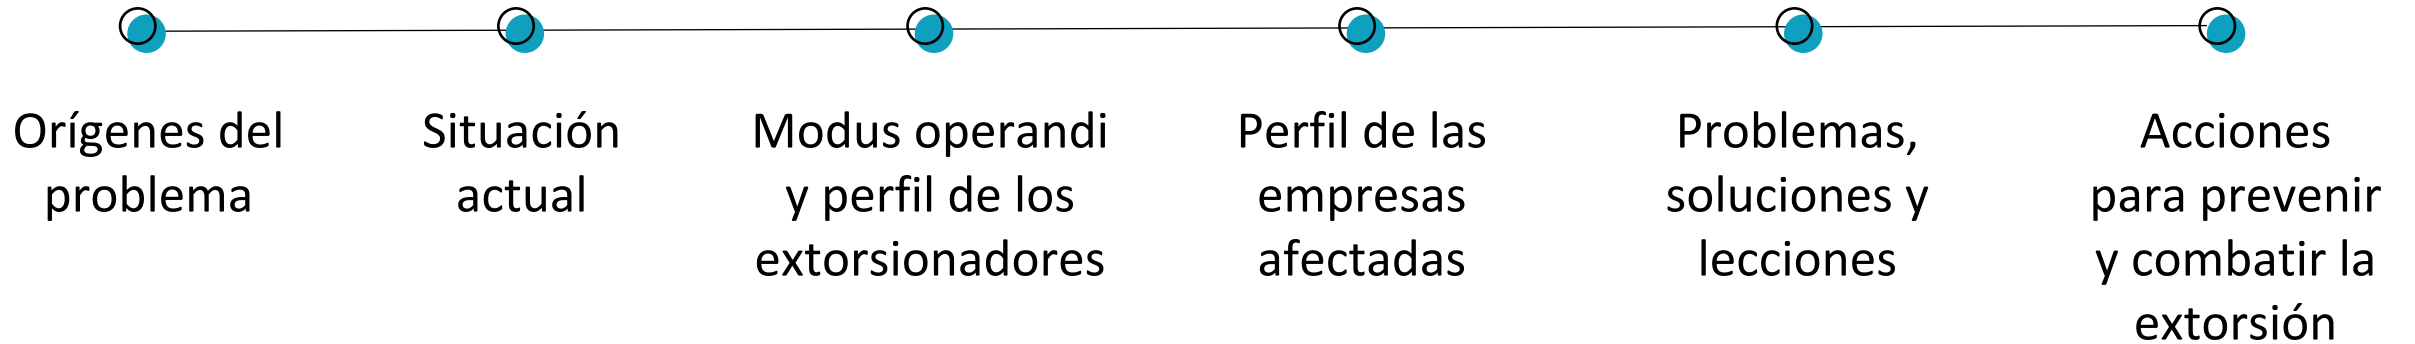 Orígenes del
problema
Situación
actual
Modus operandi
y perfil de los
extorsionadores
Perfil de las
empresas
afectadas
Problemas,
soluciones y
lecciones
Acciones
para prevenir
y combatir la
extorsión